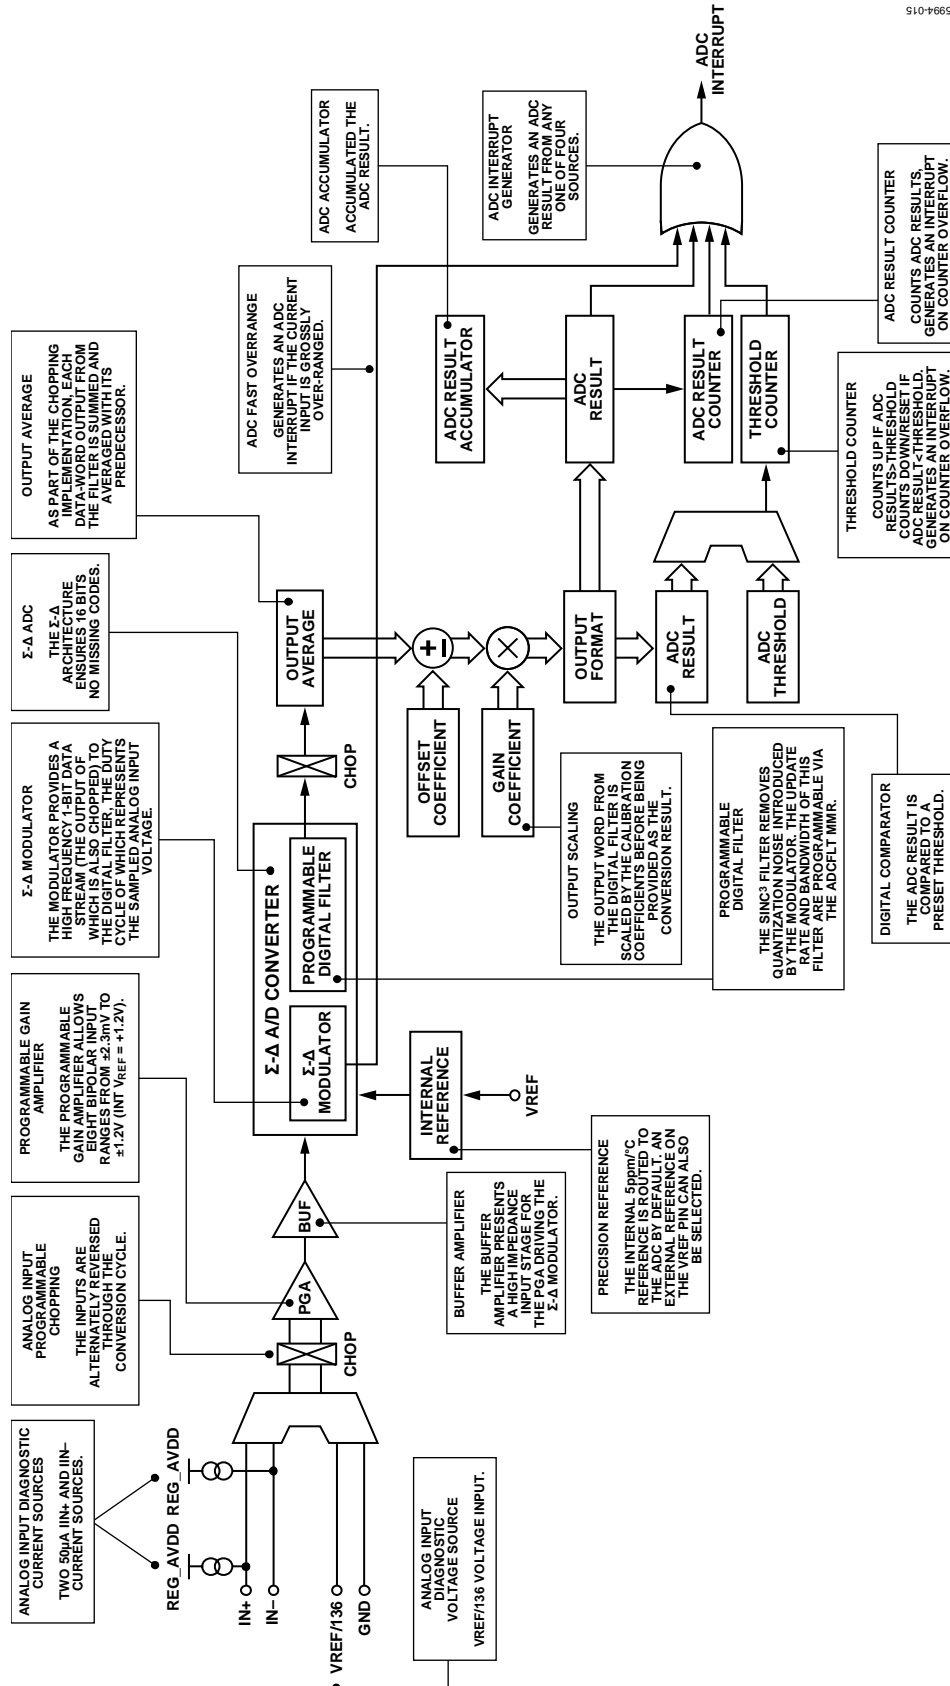 ANALOG INPUT DIAGNOSTIC
CURRENT SOURCES
TWO 50µA IIN+ AND IIN–
CURRENT SOURCES.
ANALOG INPUT
PROGRAMMABLE
CHOPPING
THE INPUTS ARE
ALTERNATELY REVERSED
THROUGH THE
CONVERSION CYCLE.
PROGRAMMABLE GAIN
AMPLIFIER
THE PROGRAMMABLE
GAIN AMPLIFIER ALLOWS
EIGHT BIPOLAR INPUT
RANGES FROM ±2.3mV TO
±1.2V (INT VREF = +1.2V).
Σ-Δ MODULATOR
THE MODULATOR PROVIDES A
HIGH FREQUENCY 1-BIT DATA
STREAM (THE OUTPUT OF
WHICH IS ALSO CHOPPED) TO
THE DIGITAL FILTER, THE DUTY
CYCLE OF WHICH REPRESENTS
THE SAMPLED ANALOG INPUT
VOLTAGE.
Σ-Δ ADC
THE Σ-Δ
ARCHITECTURE
ENSURES 16 BITS
NO MISSING CODES.
OUTPUT AVERAGE
AS PART OF THE CHOPPING
IMPLEMENTATION, EACH
DATA-WORD OUTPUT FROM
THE FILTER IS SUMMED AND
AVERAGED WITH ITS
PREDECESSOR.
ADC FAST OVERRANGE
GENERATES AN ADC
INTERRUPT IF THE CURRENT
INPUT IS GROSSLY
OVER-RANGED.
ADC ACCUMULATOR
ACCUMULATED THE
ADC RESULT.
ADC INTERRUPT
GENERATOR
GENERATES AN ADC
RESULT FROM ANY
ONE OF FOUR
SOURCES.
REG_AVDD
REG_AVDD
IN+
IN–
VREF/136
GND
CHOP
PGA
BUF
Σ-Δ A/D CONVERTER
Σ-Δ
MODULATOR
PROGRAMMABLE
DIGITAL FILTER
CHOP
OUTPUT
AVERAGE
INTERNAL
REFERENCE
VREF
OFFSET
COEFFICIENT
GAIN
COEFFICIENT
OUTPUT
FORMAT
ADC RESULT
ACCUMULATOR
ADC
RESULT
ADC RESULT
COUNTER
THRESHOLD
COUNTER
ADC
RESULT
ADC
THRESHOLD
ADC
INTERRUPT
ANALOG INPUT
DIAGNOSTIC
VOLTAGE SOURCE
VREF/136 VOLTAGE INPUT.
BUFFER AMPLIFIER
THE BUFFER
AMPLIFIER PRESENTS
A HIGH IMPEDANCE
INPUT STAGE FOR
THE PGA DRIVING THE
Σ-Δ MODULATOR.
PRECISION REFERENCE
THE INTERNAL 5ppm/°C
REFERENCE IS ROUTED TO
THE ADC BY DEFAULT. AN
EXTERNAL REFERENCE ON
THE VREF PIN CAN ALSO
BE SELECTED.
OUTPUT SCALING
THE OUTPUT WORD FROM
THE DIGITAL FILTER IS
SCALED BY THE CALIBRATION
COEFFICIENTS BEFORE BEING
PROVIDED AS THE
CONVERSION RESULT.
PROGRAMMABLE
DIGITAL FILTER
THE SINC³ FILTER REMOVES
QUANTIZATION NOISE INTRODUCED
BY THE MODULATOR. THE UPDATE
RATE AND BANDWIDTH OF THIS
FILTER ARE PROGRAMMABLE VIA
THE ADCFLT MMR.
DIGITAL COMPARATOR
THE ADC RESULT IS
COMPARED TO A
PRESET THRESHOLD.
THRESHOLD COUNTER
COUNTS UP IF ADC
RESULTS>THRESHOLD
COUNTS DOWN/RESET IF
ADC RESULT<THRESHOLD.
GENERATES AN INTERRUPT
ON COUNTER OVERFLOW.
ADC RESULT COUNTER
COUNTS ADC RESULTS,
GENERATES AN INTERRUPT
ON COUNTER OVERFLOW.
5994-015